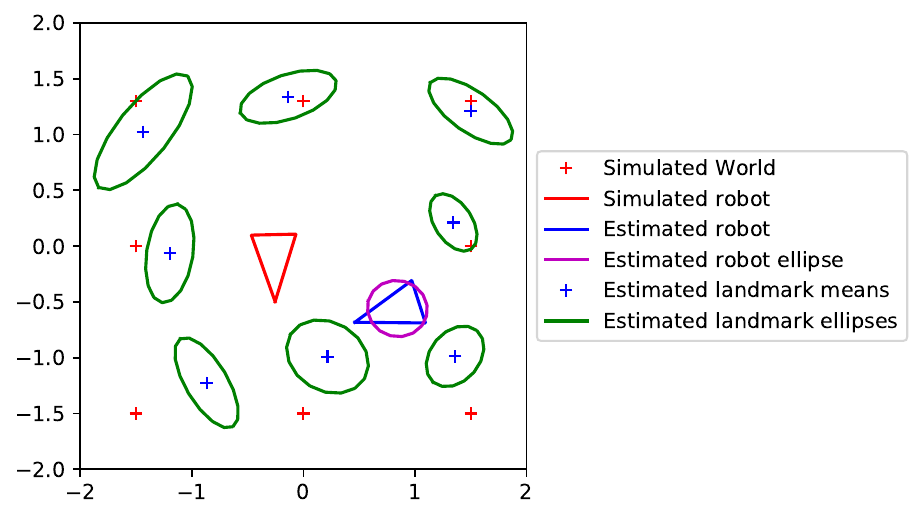 2.0
1.5
1.0
0.5
0.0
−0.5
−1.0
−1.5
−2.0
−2 −1 0 1 2
Simulated World
Simulated robot
Estimated robot
Estimated robot ellipse
Estimated landmark means
Estimated landmark ellipses